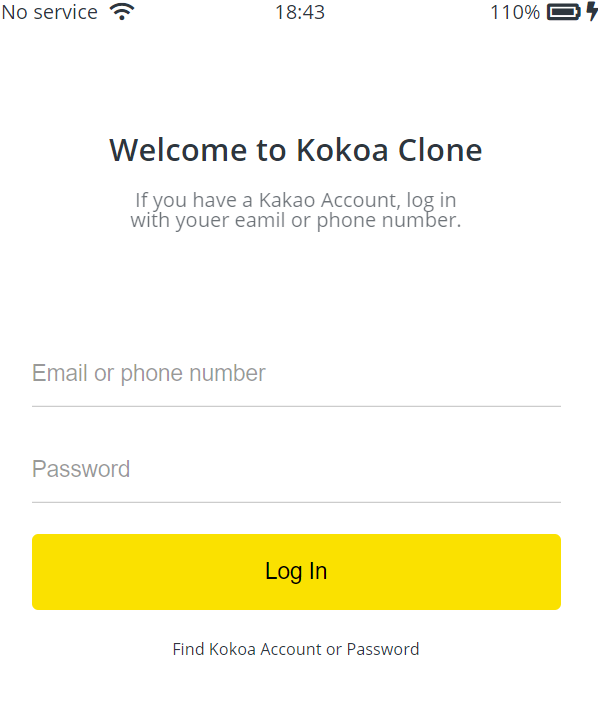 No service 18:43 110%
Welcome to Kokoa Clone
If you have a Kakao Account, log in
with youer eamil or phone number.
Email or phone number
Password
Log In
Find Kokoa Account or Password